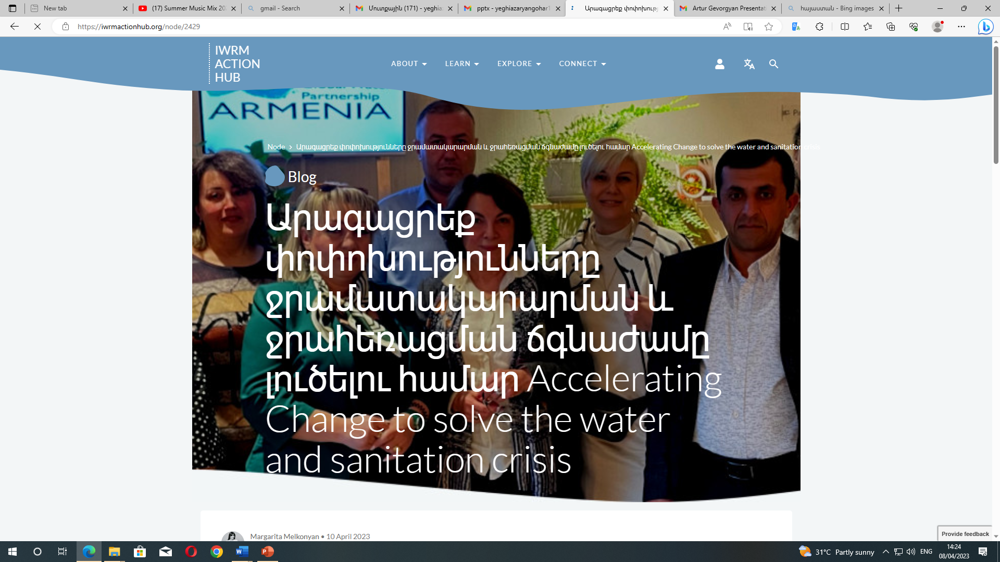 New tab
(17) Summer Music Mix 20
gmail - Search
Մուտքային (171) - yeghia
pptx - yeghiazaryangohar1
Արագացրեք փոփոխությ
Artur Gevorgyan Presentat
հայաստան - Bing images
https://iwrmactionhub.org/node/2429
IWRM
ACTION
HUB
ABOUT
LEARN
EXPLORE
CONNECT
Partnership
ARMENIA
Node > Արագացրեք փոփոխությունները ջրամատակարարման և ջրահեռացման ճգնաժամը լուծելու համար Accelerating Change to solve the water and sanitation crisis
Blog
Արագացրեք
փոփոխությունները
ջրամատակարարման և
ջրահեռացման ճգնաժամը
լուծելու համար Accelerating
Change to solve the water
and sanitation crisis
Margarita Melkonyan • 10 April 2023
Provide feedback
31°C Partly sunny
ENG
14:24
08/04/2023